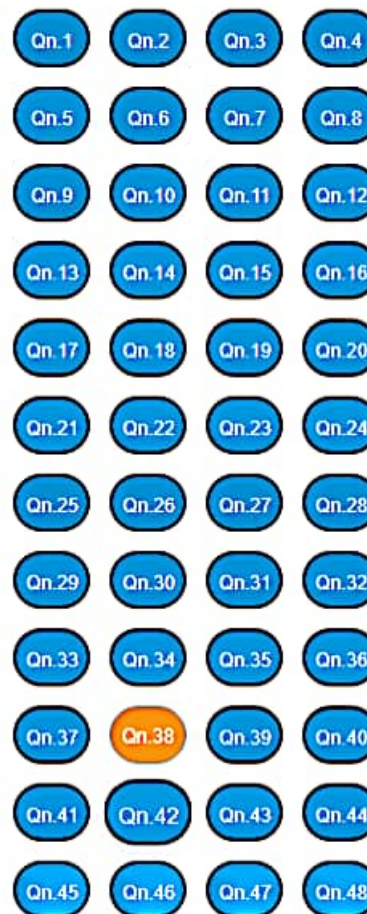 Qn.1 Qn.2 Qn.3 Qn.4
Qn.5 Qn.6 Qn.7 Qn.8
Qn.9 Qn.10 Qn.11 Qn.12
Qn.13 Qn.14 Qn.15 Qn.16
Qn.17 Qn.18 Qn.19 Qn.20
Qn.21 Qn.22 Qn.23 Qn.24
Qn.25 Qn.26 Qn.27 Qn.28
Qn.29 Qn.30 Qn.31 Qn.32
Qn.33 Qn.34 Qn.35 Qn.36
Qn.37 Qn.38 Qn.39 Qn.40
Qn.41 Qn.42 Qn.43 Qn.44
Qn.45 Qn.46 Qn.47 Qn.48